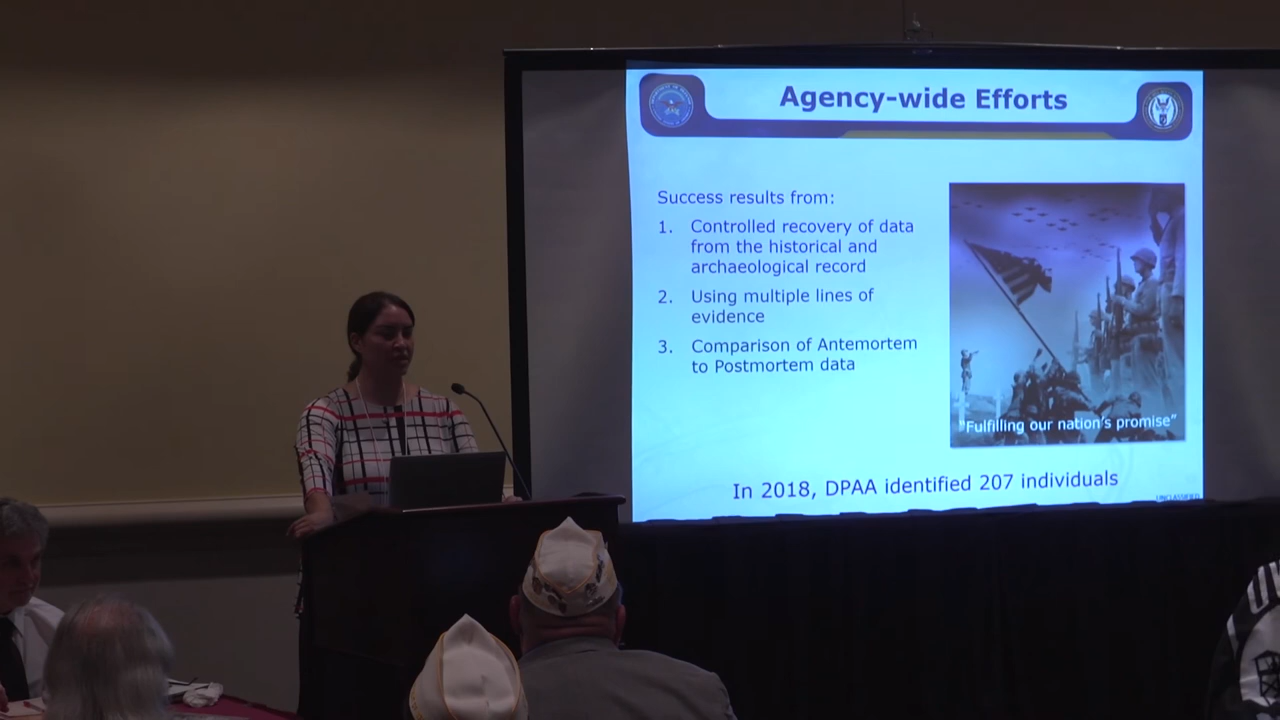 Agency-wide Efforts
Success results from:
1. Controlled recovery of data
from the historical and
archaeological record
2. Using multiple lines of
evidence
3. Comparison of Antemortem
to Postmortem data
"Fulfilling our nation's promise"
In 2018, DPAA identified 207 individuals
UNCLASSIFIED